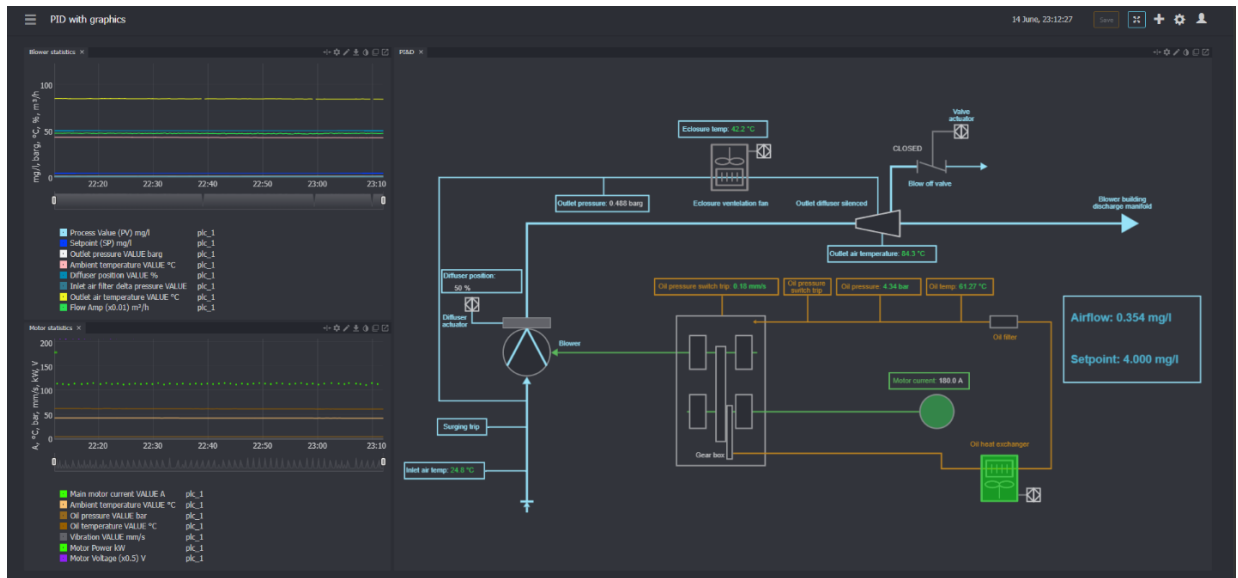 PID with graphics
14 June, 23:12:27
Save
Blower statistics ×
mg/l, barg, °C, %, m³/h
100
50
0
22:20 22:30 22:40 22:50 23:00 23:10
0 0
Process Value (PV) mg/l plc_1
Setpoint (SP) mg/l plc_1
Outlet pressure VALUE barg plc_1
Ambient temperature VALUE °C plc_1
Diffuser position VALUE % plc_1
Inlet air filter delta pressure VALUE plc_1
Outlet air temperature VALUE °C plc_1
Flow Amp (x0.01) m³/h plc_1
Motor statistics ×
A, °C, bar, mm/s, kW, V
200
150
100
50
0
22:20 22:30 22:40 22:50 23:00 23:10
0 0
Main motor current VALUE A plc_1
Ambient temperature VALUE °C plc_1
Oil pressure VALUE bar plc_1
Oil temperature VALUE °C plc_1
Vibration VALUE mm/s plc_1
Motor Power kW plc_1
Motor Voltage (x0.5) V plc_1
PI&D ×
Valve
actuator
Eclosure temp: 42.2 °C
CLOSED
Blow off valve
Outlet pressure: 0.488 barg
Eclosure ventelation fan
Outlet diffuser silenced
Blower building
discharge manifold
Outlet air temperature: 84.3 °C
Diffuser position:
50 %
Diffuser
actuator
Oil pressure switch trip: 0.18 mm/s
Oil pressure
switch trip
Oil pressure 4.34 bar
Oil temp: 61.27 °C
Oil filter
Airflow: 0.354 mg/l
Setpoint: 4.000 mg/l
Blower
Motor current: 180.0 A
Surging trip
Gear box
Oil heat exchanger
Inlet air temp: 24.8 °C